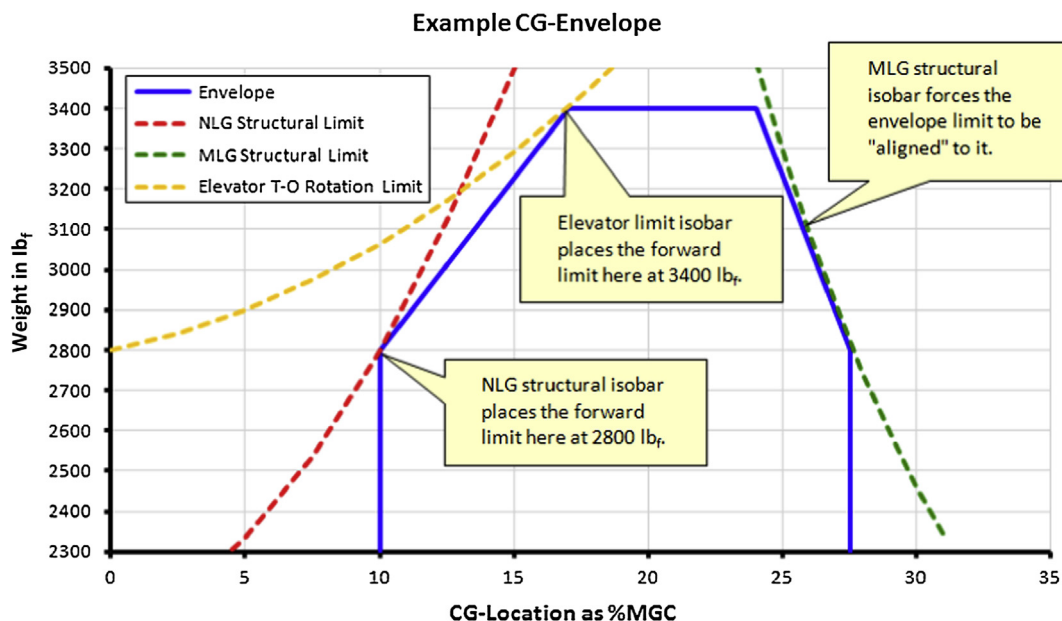 Example CG-Envelope
3500
3400
3300
3200
3100
3000
2900
2800
2700
2600
2500
2400
2300
Weight in lbf
Envelope
NLG Structural Limit
MLG Structural Limit
Elevator T-O Rotation Limit
MLG structural
isobar forces the
envelope limit to be
"aligned" to it.
Elevator limit isobar
places the forward
limit here at 3400 lbf.
NLG structural isobar
places the forward
limit here at 2800 lbf.
0 5 10 15 20 25 30 35
CG-Location as %MGC